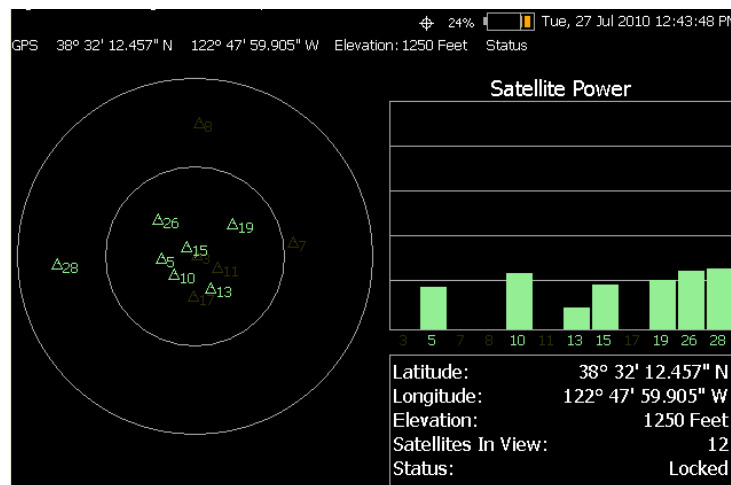 24% Tue, 27 Jul 2010 12:43:48 PM
GPS 38° 32' 12.457" N 122° 47' 59.905" W Elevation: 1250 Feet Status
Satellite Power
8
26
19
15
7
5
3
28
10
11
13
17
3 5 7 8 10 11 13 15 17 19 26 28
Latitude: 38° 32' 12.457" N
Longitude: 122° 47' 59.905" W
Elevation: 1250 Feet
Satellites In View: 12
Status: Locked